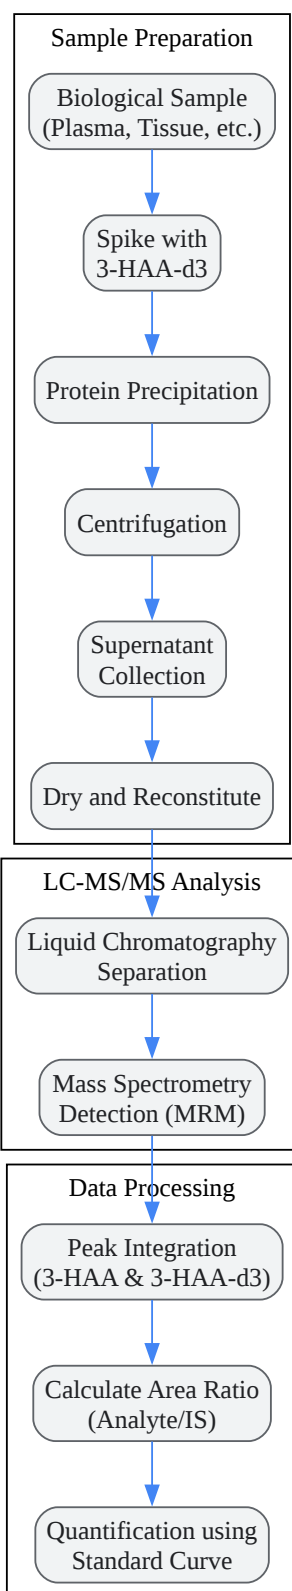 Sample Preparation
Biological Sample
(Plasma, Tissue, etc.)
Spike with
3-HAA-d3
Protein Precipitation
Centrifugation
Supernatant
Collection
Dry and Reconstitute
LC-MS/MS Analysis
Liquid Chromatography
Separation
Mass Spectrometry
Detection (MRM)
Data Processing
Peak Integration
(3-HAA & 3-HAA-d3)
Calculate Area Ratio
(Analyte/IS)
Quantification using
Standard Curve